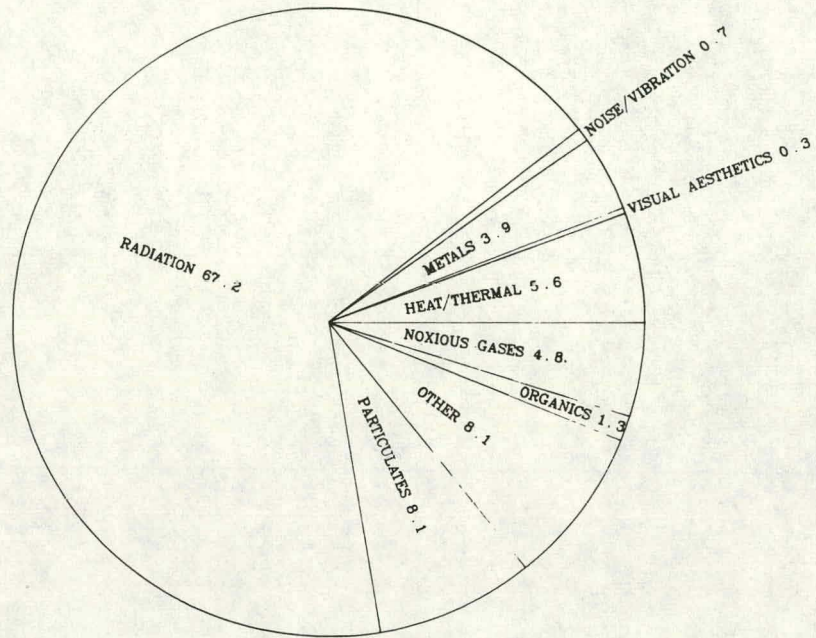 NOISE/VIBRATION 0.7
VISUAL AESTHETICS 0.3
METALS 3.9
RADIATION 67.2
HEAT/THERMAL 5.6
NOXIOUS GASES 4.8.
ORGANICS 1.3
OTHER 8.1
PARTICULATES 8.1